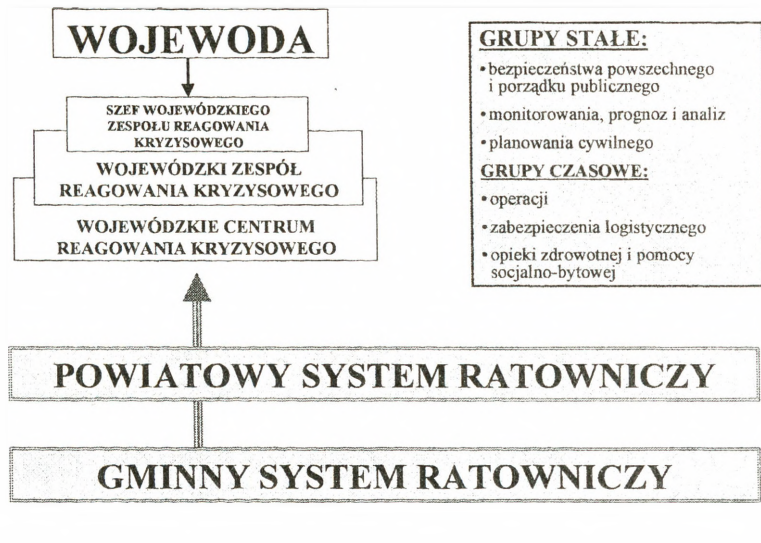 WOJEWODA
SZEF WOJEWÓDZKIEGO
ZESPOŁU REAGOWANIA
KRYZYSOWEGO
WOJEWÓDZKI ZESPÓŁ
REAGOWANIA KRYZYSOWEGO
WOJEWÓDZKIE CENTRUM
REAGOWANIA KRYZYSOWEGO
GRUPY STAŁE:
•bezpieczeństwa powszechnego
i porządku publicznego
•monitorowania, prognoz i analiz
•planowania cywilnego
GRUPY CZASOWE:
•operacji
•zabezpieczenia logistycznego
•opieki zdrowotnej i pomocy
socjalno-bytowej
POWIATOWY SYSTEM RATOWNICZY
GMINNY SYSTEM RATOWNICZY